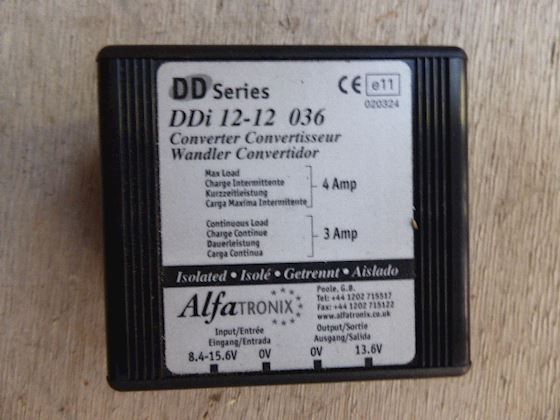 DD Series
CE e11
020324
DDi 12-12 036
Converter Convertisseur
Wandler Convertidor
Max Load
Charge Intermittente
Kurzzeitleistung
Carga Maxima Intermitente
4 Amp
Continuous Load
Charge Continue
Dauerleistung
Carga Continua
3 Amp
Isolated • Isolé • Getrennt • Aislado
AlfaTRONIX
Poole, G.B.
Tel: +44 1202 715517
Fax: +44 1202 715122
www.alfatronix.co.uk
Input/Entrée Output/Sortie
Eingang/Entrada Ausgang/Salida
8.4-15.6V 0V 0V 13.6V